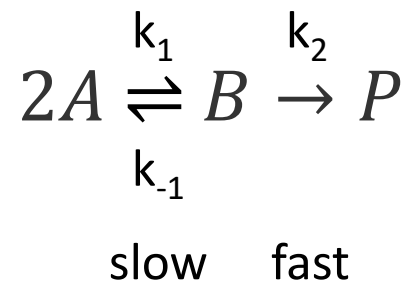 k₁ k₂
2A ⇌ B → P
k₋₁
slow fast